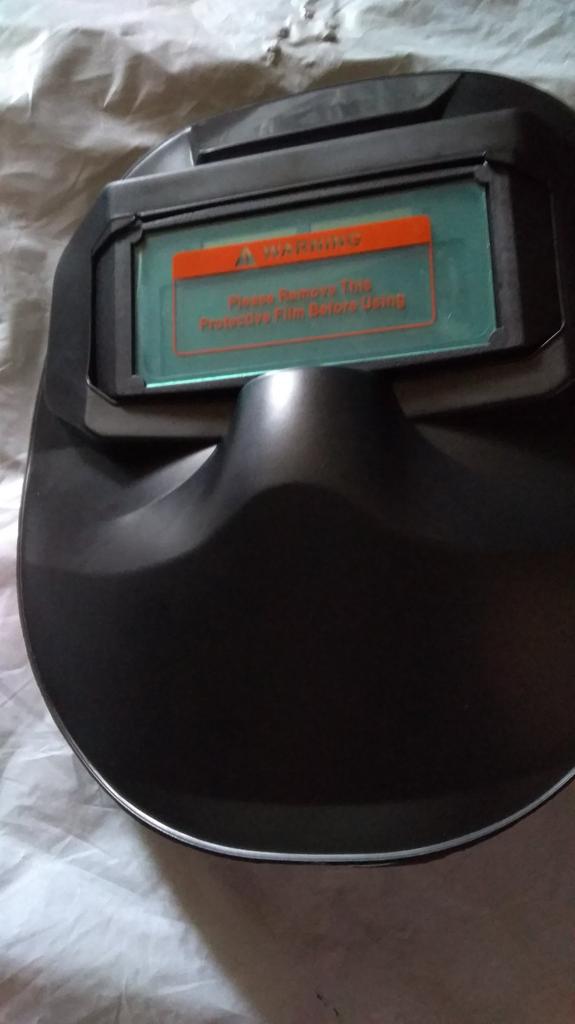 WARNING
Please Remove This
Protective Film Before Using